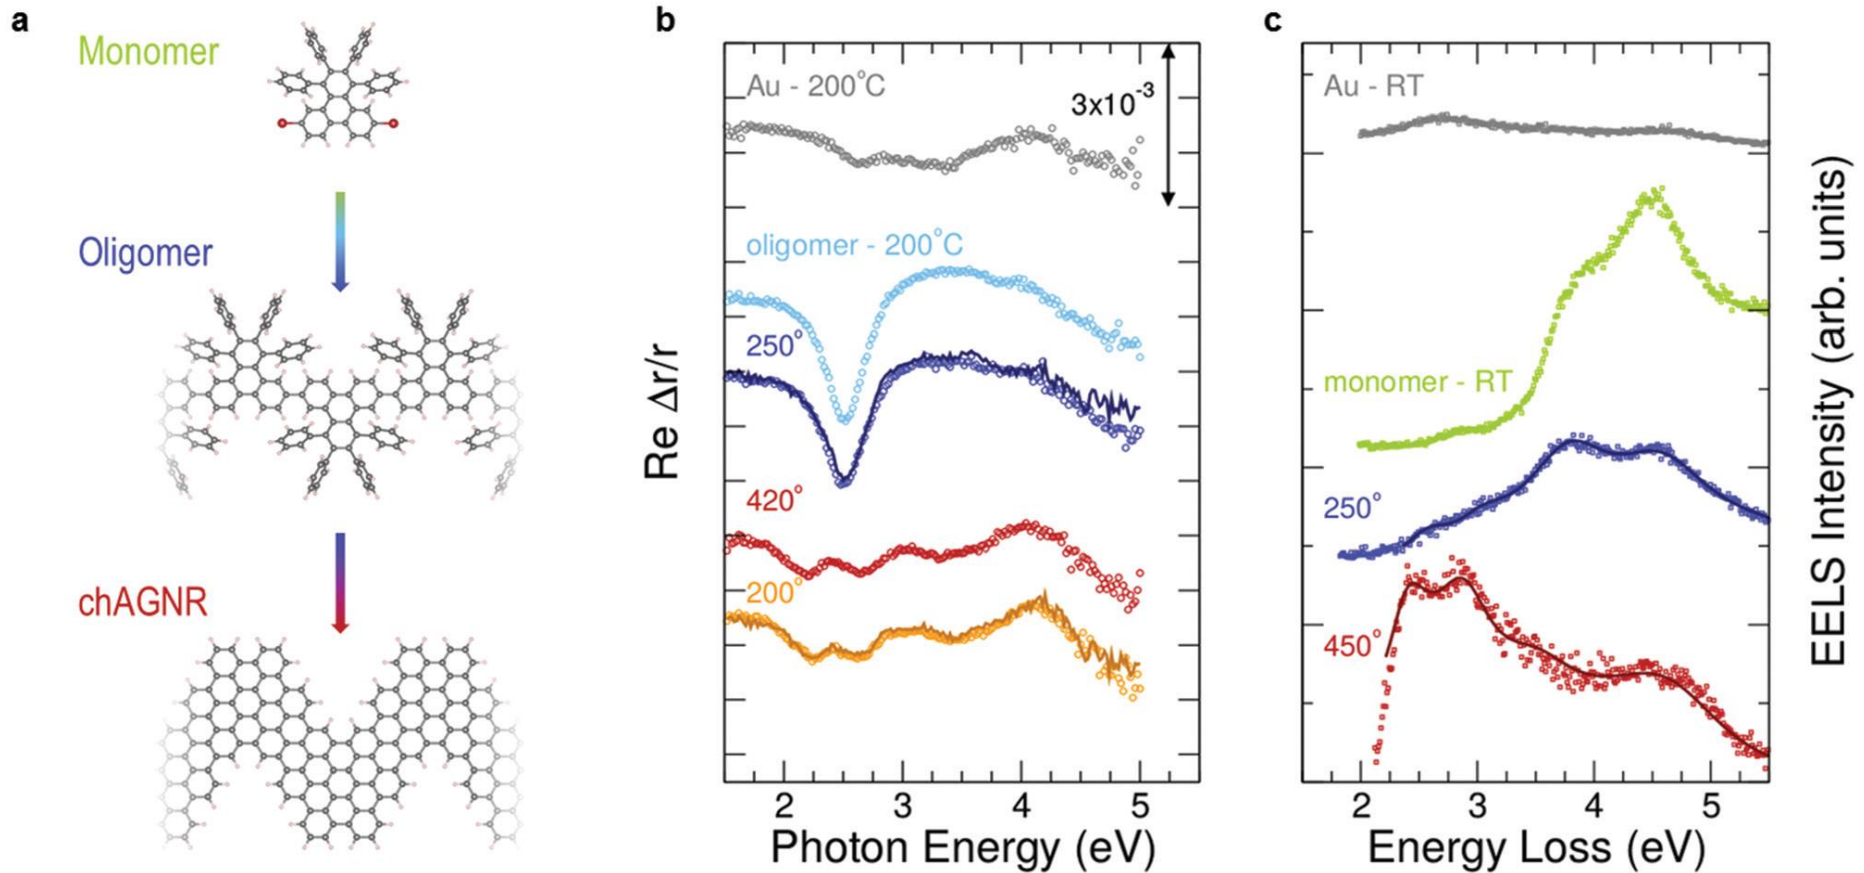 a
Monomer
Oligomer
chAGNR
b
Au - 200°C
3x10⁻³
oligomer - 200°C
250°
420°
200°
Re Δr/r
2 3 4 5
Photon Energy (eV)
c
Au - RT
monomer - RT
250°
450°
2 3 4 5
Energy Loss (eV)
EELS Intensity (arb. units)